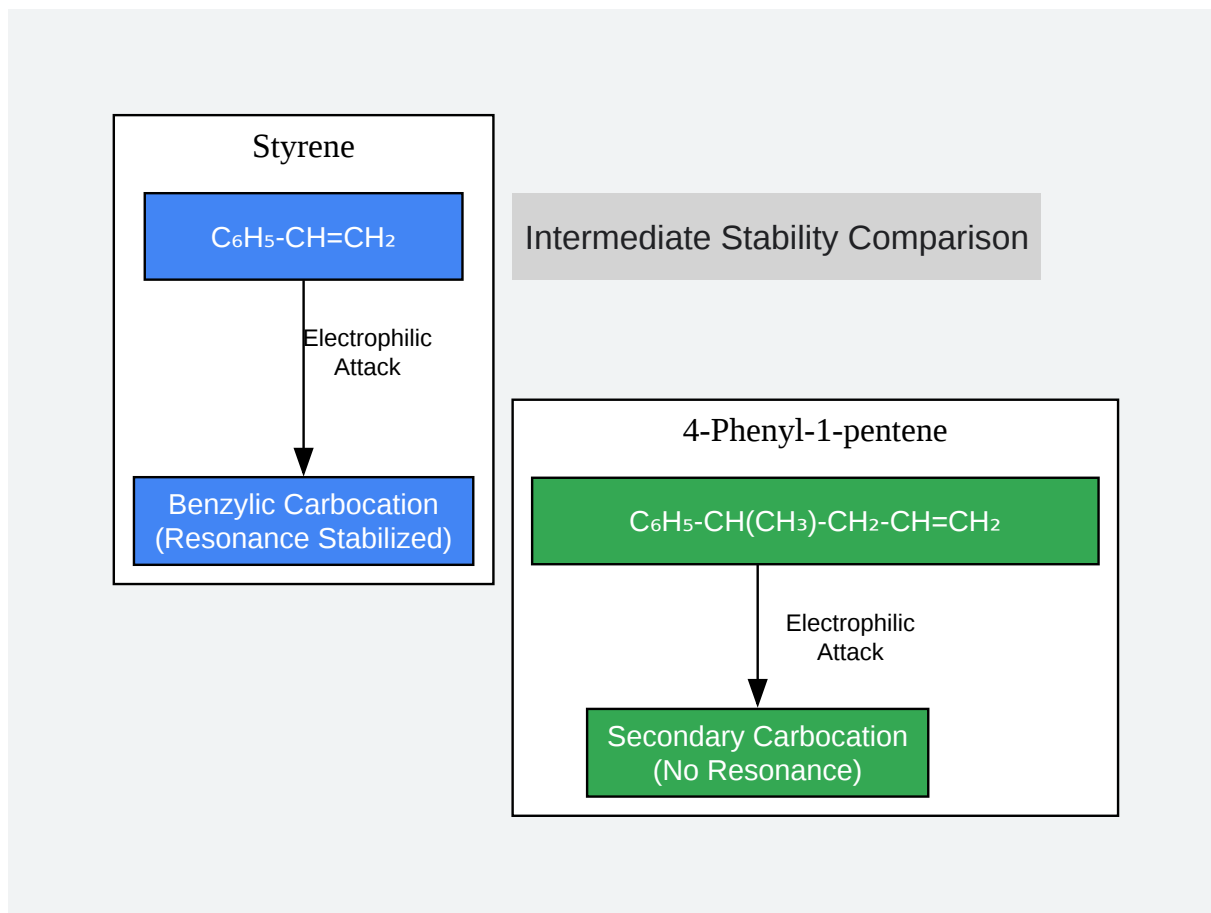 Styrene
C₆H₅-CH=CH₂
Electrophilic
Attack
Benzylic Carbocation
(Resonance Stabilized)
Intermediate Stability Comparison
4-Phenyl-1-pentene
C₆H₅-CH(CH₃)-CH₂-CH=CH₂
Electrophilic
Attack
Secondary Carbocation
(No Resonance)